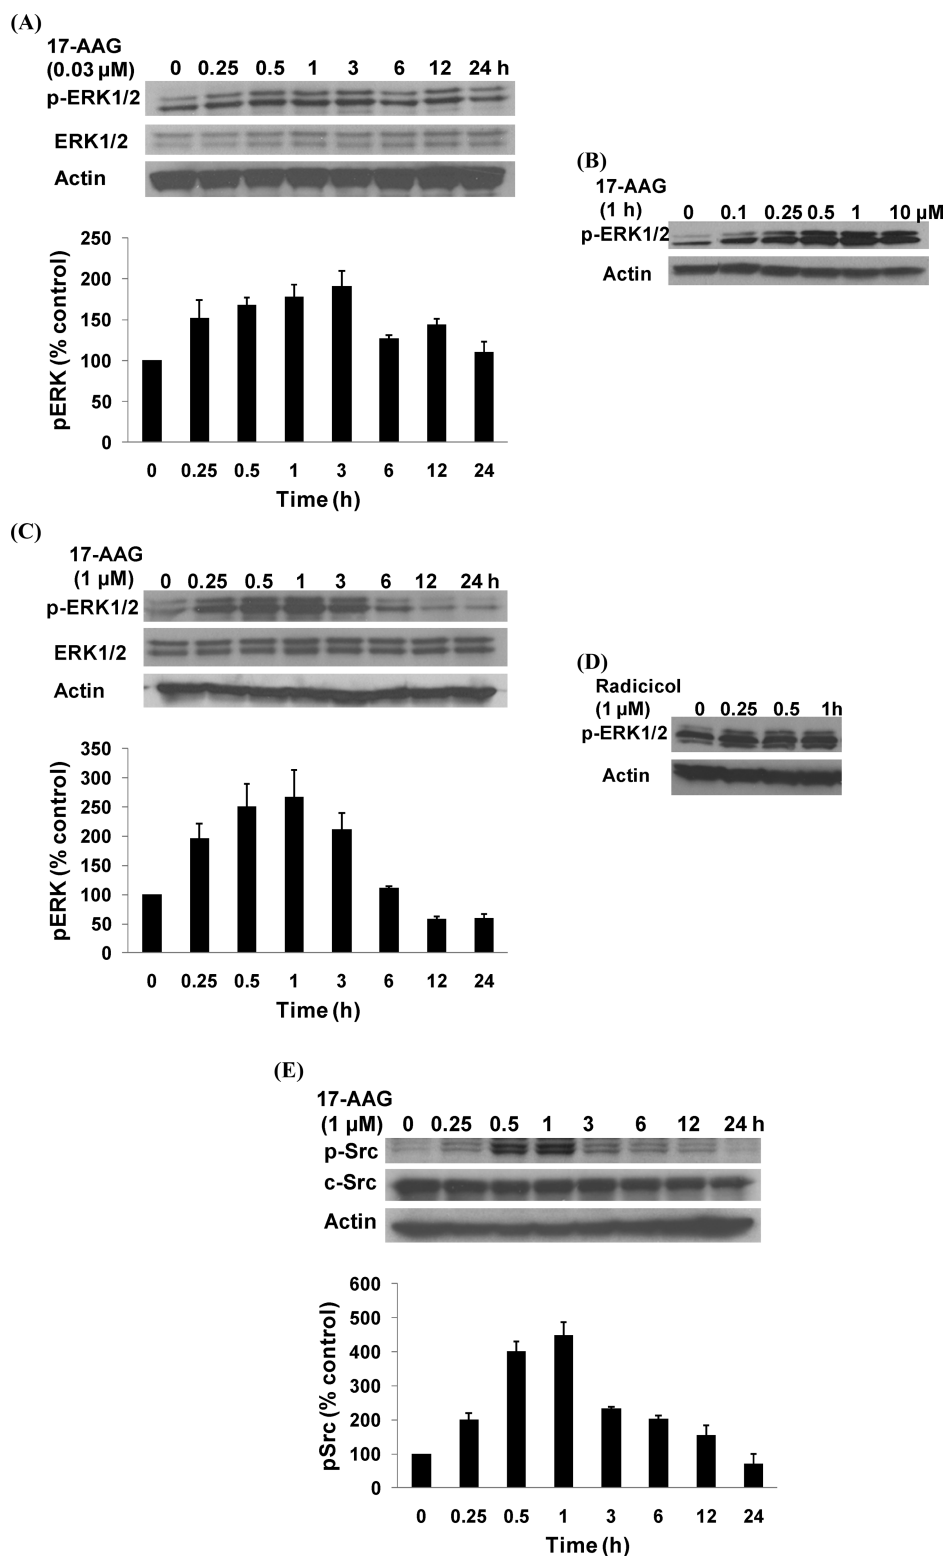 (A)
17-AAG
(0.03 µM) 0 0.25 0.5 1 3 6 12 24 h
p-ERK1/2
ERK1/2
Actin
250
200
150
100
50
0
pERK (% control)
0 0.25 0.5 1 3 6 12 24
Time (h)
(B)
17-AAG
(1 h) 0 0.1 0.25 0.5 1 10 µM
p-ERK1/2
Actin
(C)
17-AAG
(1 µM) 0 0.25 0.5 1 3 6 12 24 h
p-ERK1/2
ERK1/2
Actin
350
300
250
200
150
100
50
0
pERK (% control)
0 0.25 0.5 1 3 6 12 24
Time (h)
(D)
Radicicol
(1 µM) 0 0.25 0.5 1h
p-ERK1/2
Actin
(E)
17-AAG
(1 µM) 0 0.25 0.5 1 3 6 12 24 h
p-Src
c-Src
Actin
600
500
400
300
200
100
0
pSrc (% control)
0 0.25 0.5 1 3 6 12 24
Time (h)